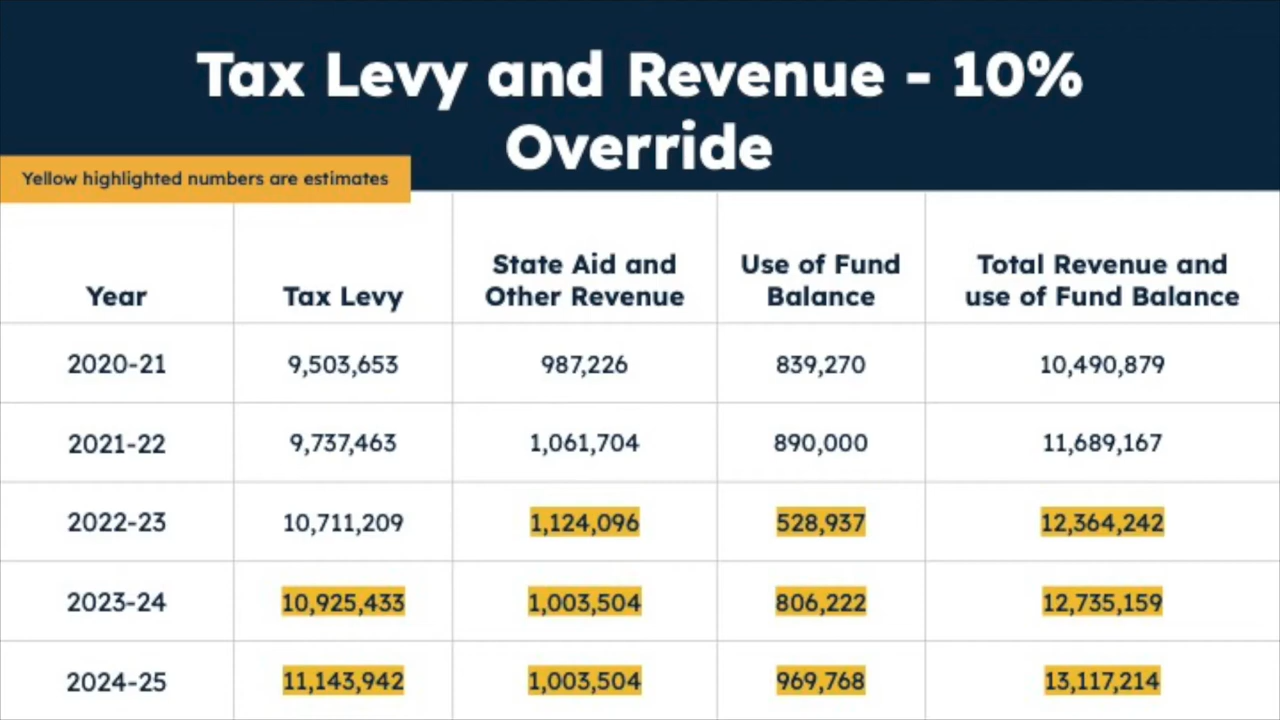 Tax Levy and Revenue - 10%
Override
Yellow highlighted numbers are estimates
Year Tax Levy State Aid and Other Revenue Use of Fund Balance Total Revenue and use of Fund Balance
2020-21 9,503,653 987,226 839,270 10,490,879
2021-22 9,737,463 1,061,704 890,000 11,689,167
2022-23 10,711,209 1,124,096 528,937 12,364,242
2023-24 10,925,433 1,003,504 806,222 12,735,159
2024-25 11,143,942 1,003,504 969,768 13,117,214